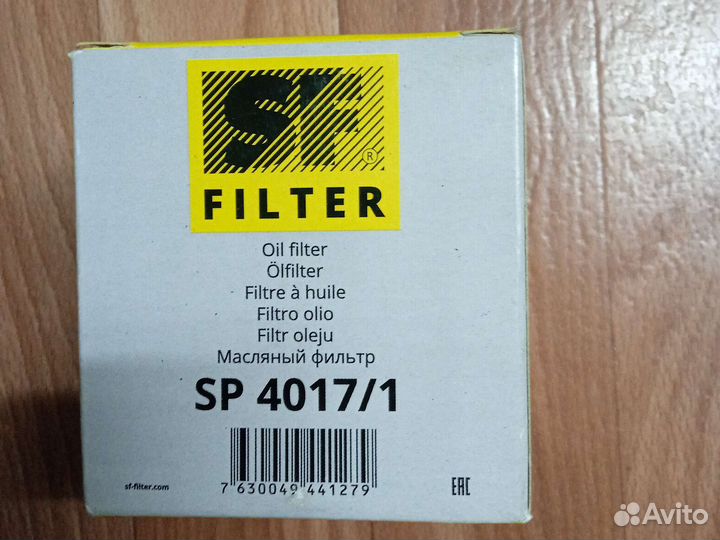 SF
®
FILTER
Oil filter
Ölfilter
Filtre à huile
Filtro olio
Filtr oleju
Масляный фильтр
SP 4017/1
sf-filter.com
7 630049 441279
EAC
Avito